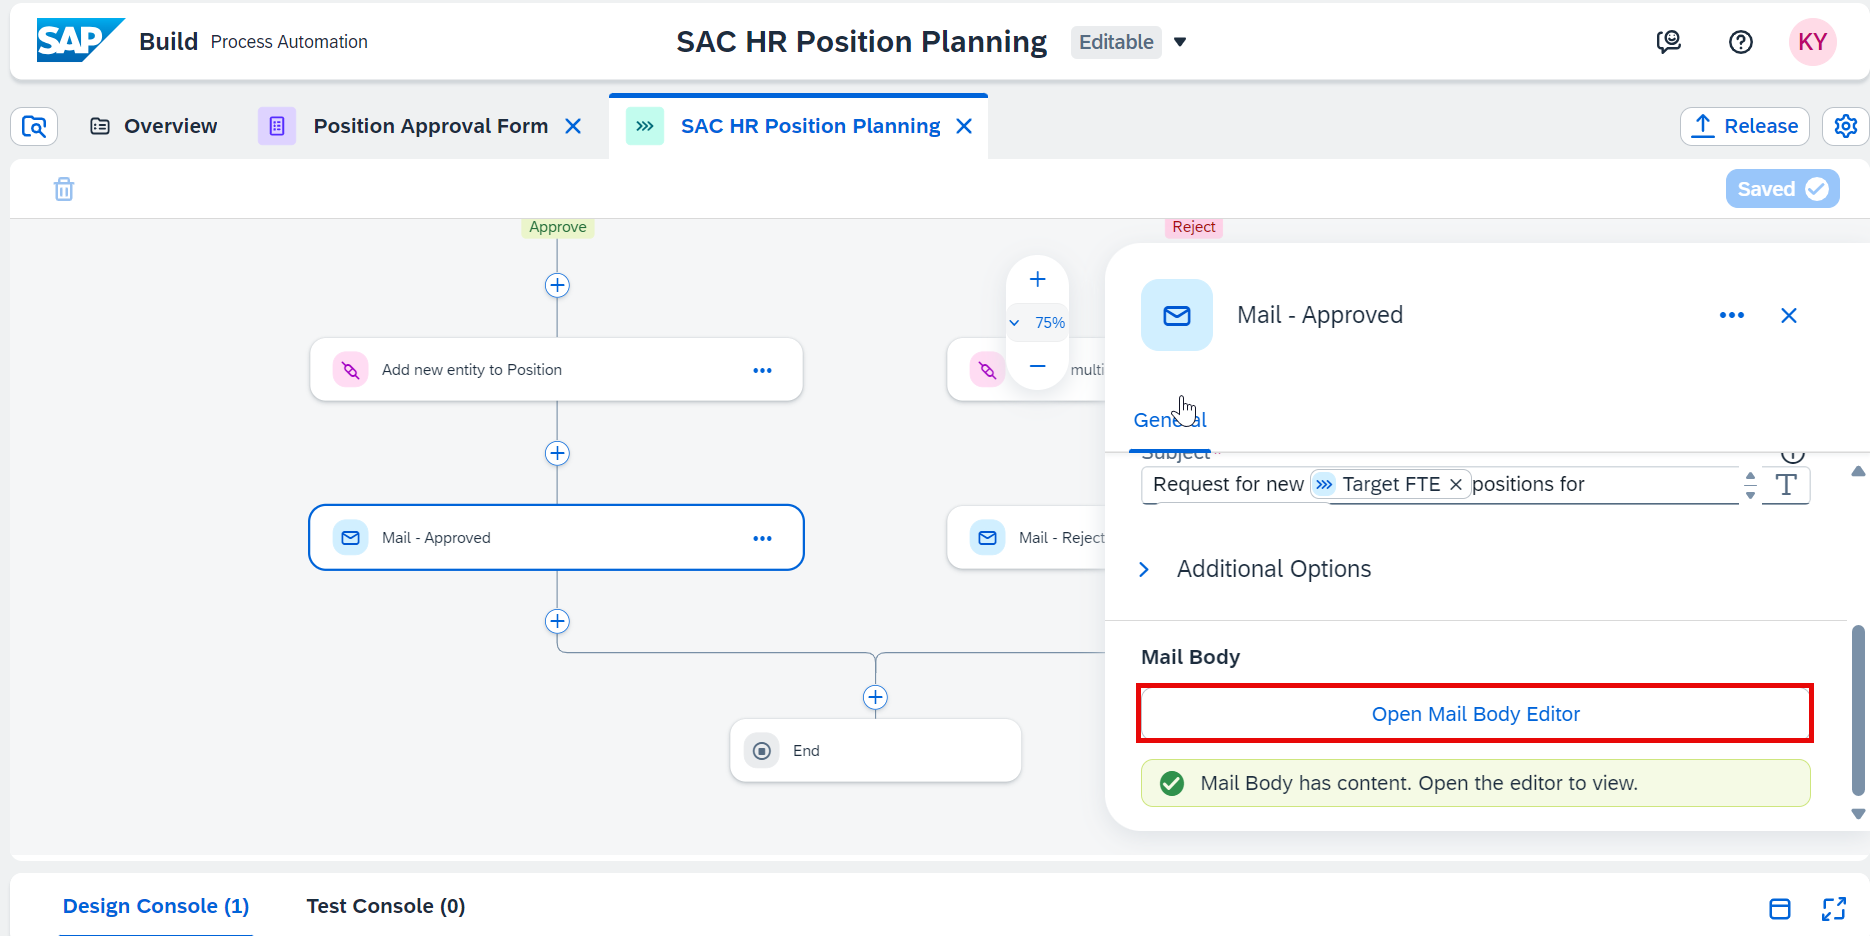 SAP Build Process Automation
SAC HR Position Planning Editable
KY
Overview
Position Approval Form
SAC HR Position Planning
Release
Saved
Approve
Reject
75%
Add new entity to Position
multi
Mail - Approved
Mail - Reject
End
Mail - Approved
General
Subject
Request for new Target FTE positions for
Additional Options
Mail Body
Open Mail Body Editor
Mail Body has content. Open the editor to view.
Design Console (1)
Test Console (0)